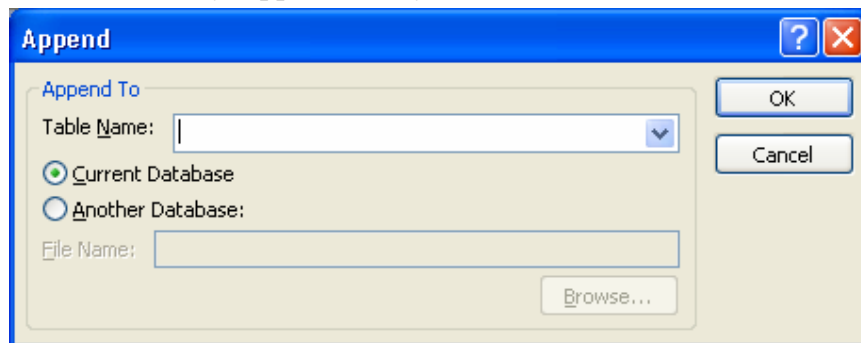 Append
Append To
Table Name:
Current Database
Another Database:
File Name:
Browse...
OK
Cancel